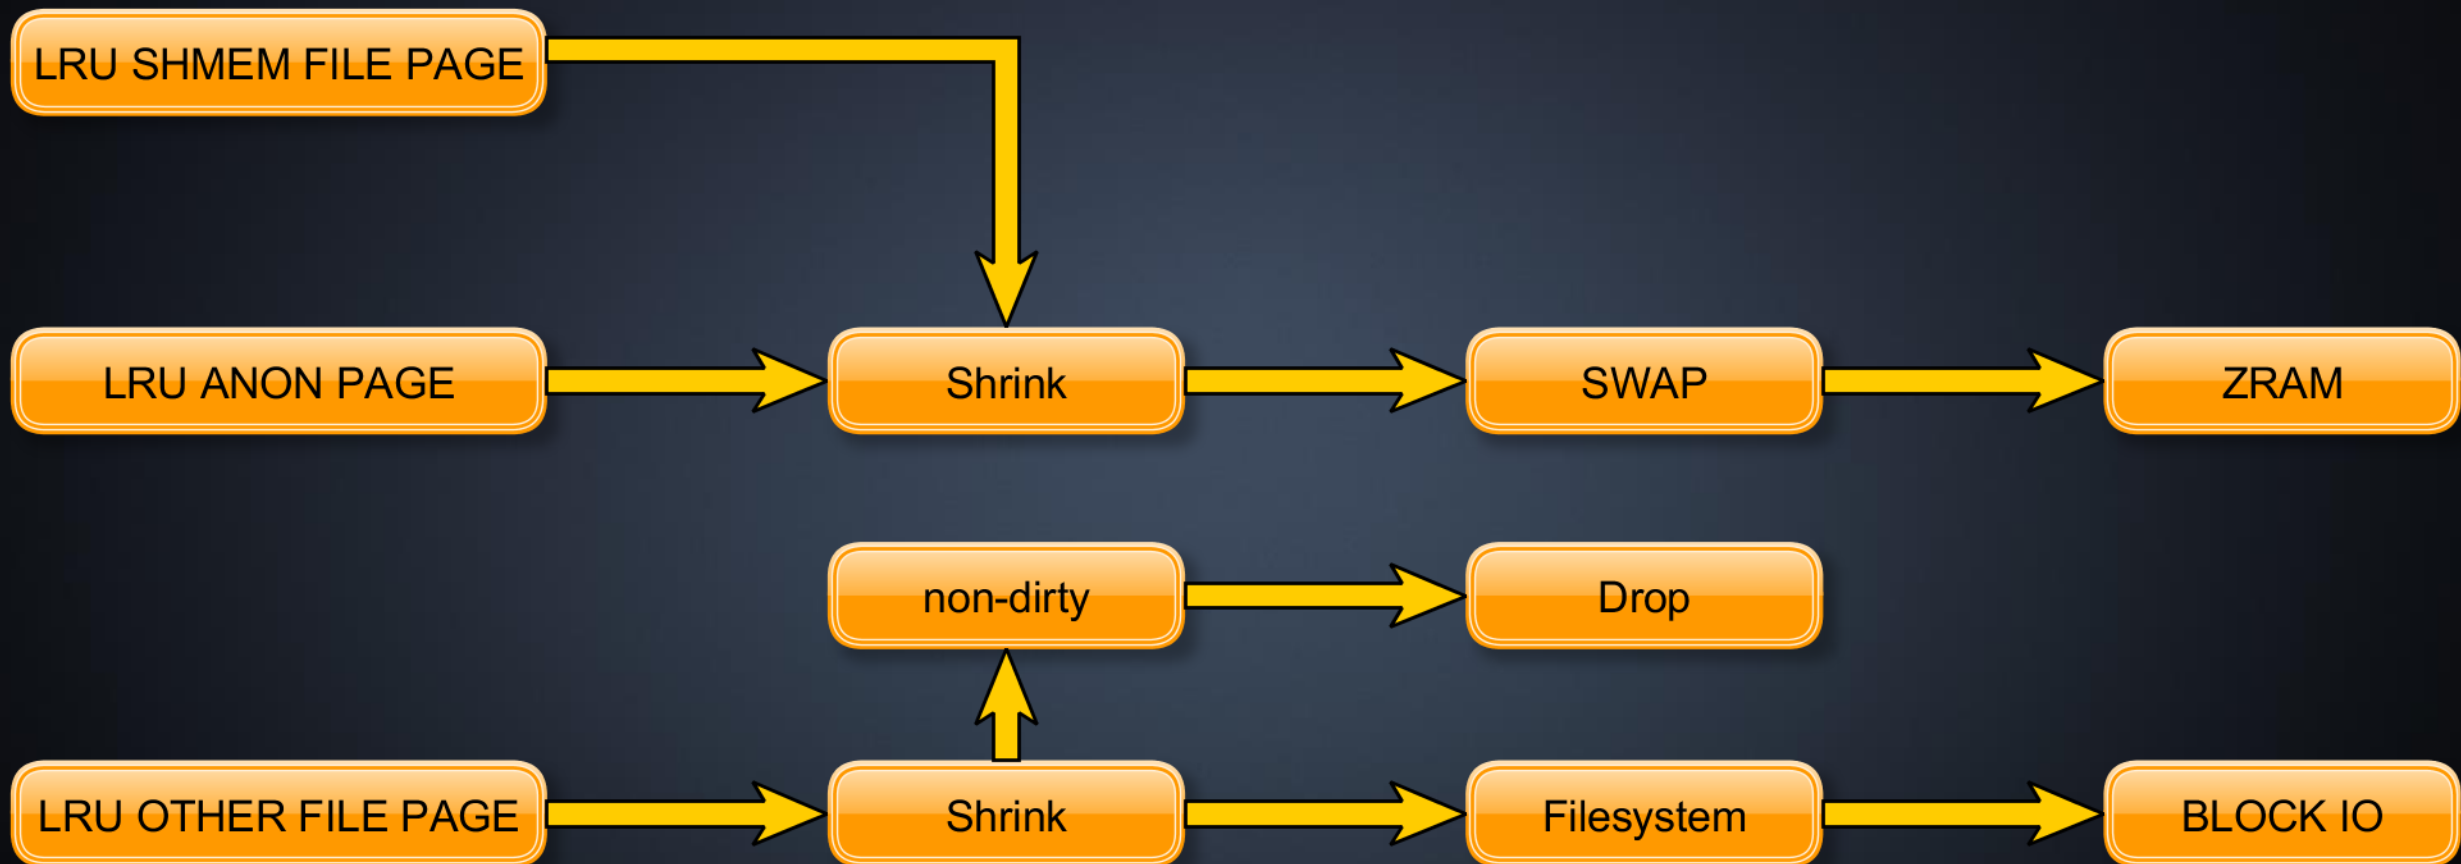 LRU SHMEM FILE PAGE
LRU ANON PAGE
Shrink
SWAP
ZRAM
non-dirty
Drop
LRU OTHER FILE PAGE
Shrink
Filesystem
BLOCK IO